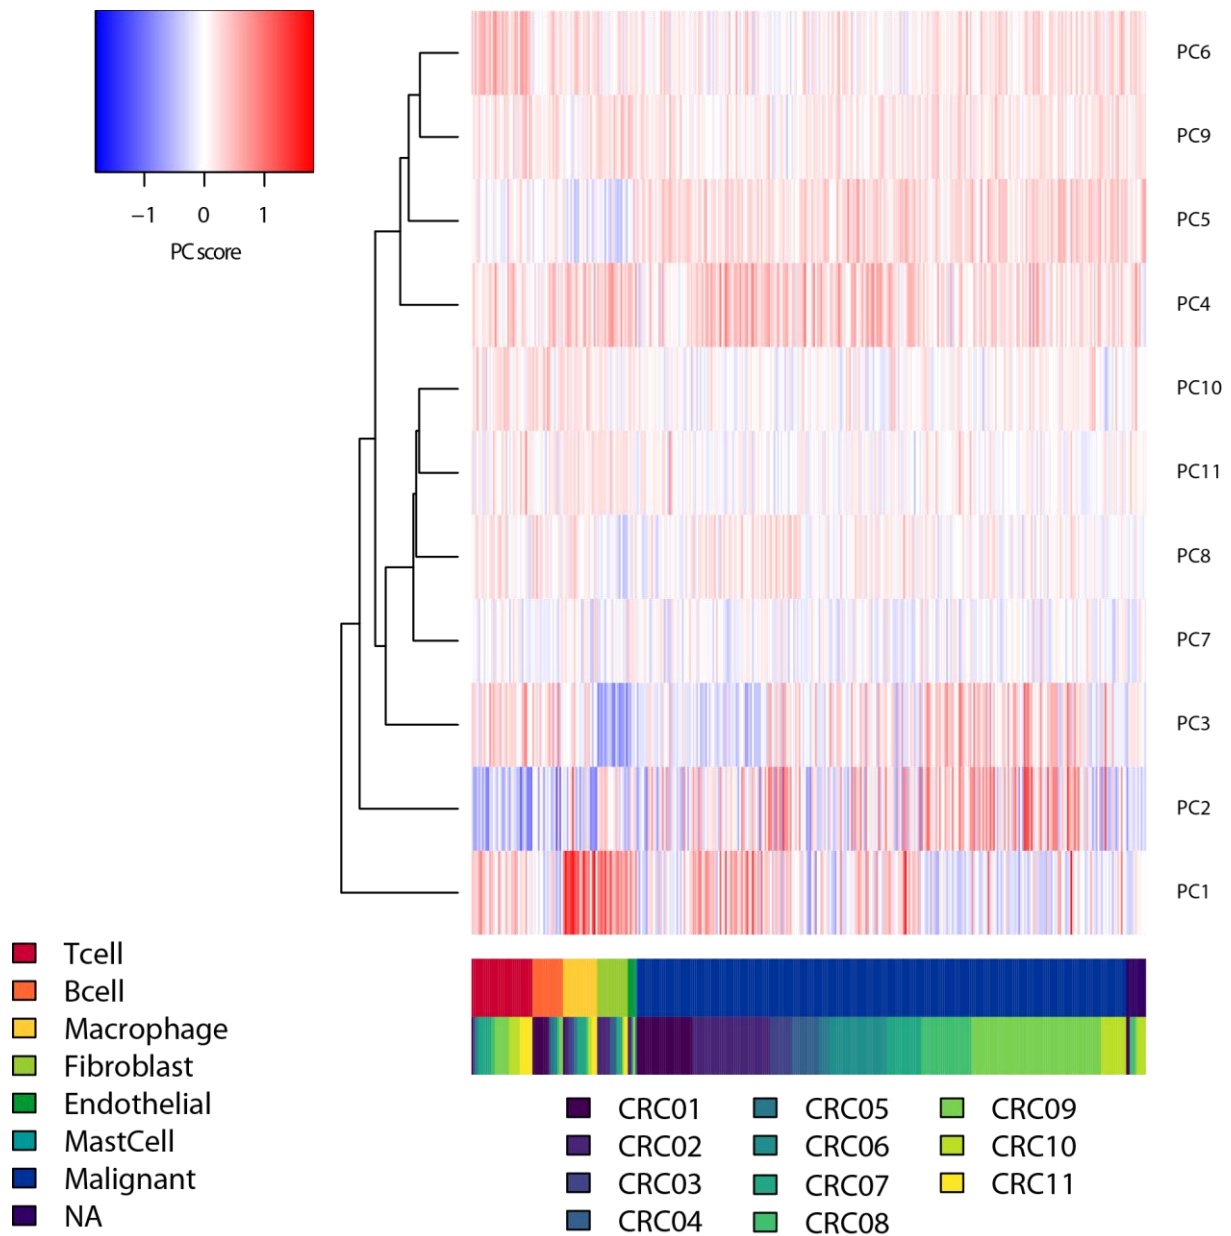 −1 0 1
PC score
PC6
PC9
PC5
PC4
PC10
PC11
PC8
PC7
PC3
PC2
PC1
Tcell
Bcell
Macrophage
Fibroblast
Endothelial
MastCell
Malignant
NA
CRC01
CRC02
CRC03
CRC04
CRC05
CRC06
CRC07
CRC08
CRC09
CRC10
CRC11